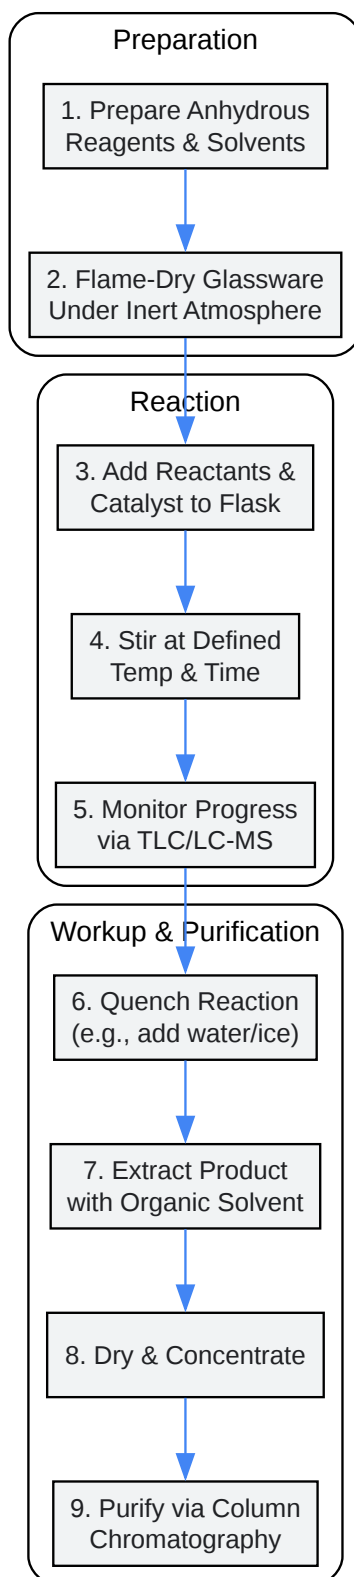 Preparation
1. Prepare Anhydrous
Reagents & Solvents
2. Flame-Dry Glassware
Under Inert Atmosphere
Reaction
3. Add Reactants &
Catalyst to Flask
4. Stir at Defined
Temp & Time
5. Monitor Progress
via TLC/LC-MS
Workup & Purification
6. Quench Reaction
(e.g., add water/ice)
7. Extract Product
with Organic Solvent
8. Dry & Concentrate
9. Purify via Column
Chromatography